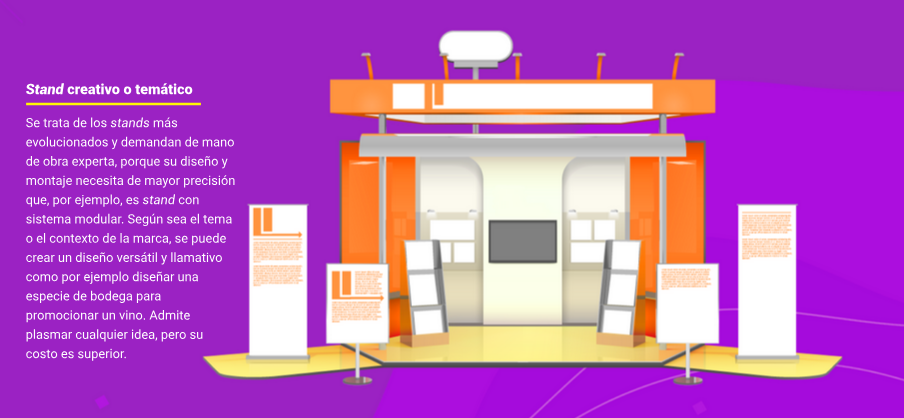 Stand creativo o temático
Se trata de los stands más
evolucionados y demandan de mano
de obra experta, porque su diseño y
montaje necesita de mayor precisión
que, por ejemplo, es stand con
sistema modular. Según sea el tema
o el contexto de la marca, se puede
crear un diseño versátil y llamativo
como por ejemplo diseñar una
especie de bodega para
promocionar un vino. Admite
plasmar cualquier idea, pero su
costo es superior.